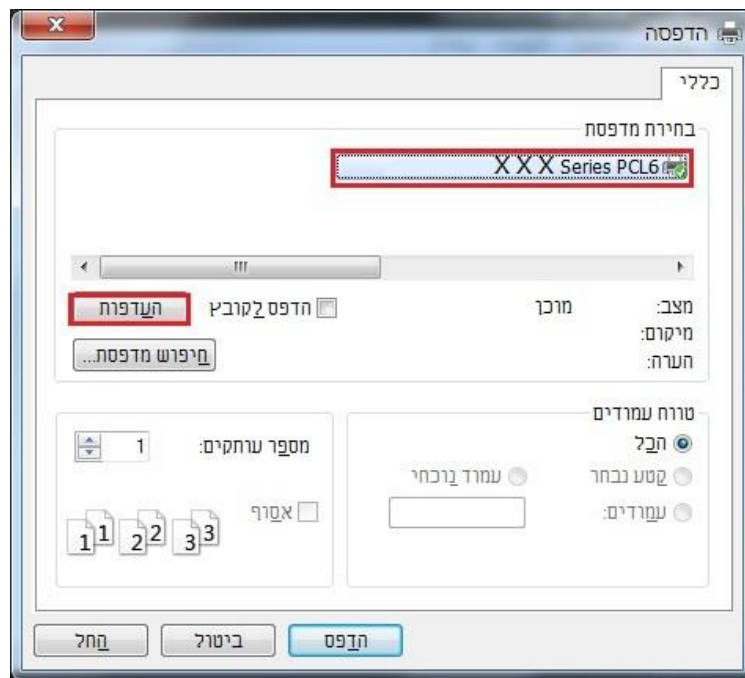 הדפסה
כללי
בחירת מדפסת
X X X Series PCL6
מצב: מוכן
הדפס לקובץ
העדפות
מיקום:
הערה:
חיפוש מדפסת...
טווח עמודים
הכל
קטע נבחר
עמוד נוכחי
עמודים:
מספר עותקים: 1
אסוף
1 1 2 2 3 3
הדפס
ביטול
החל